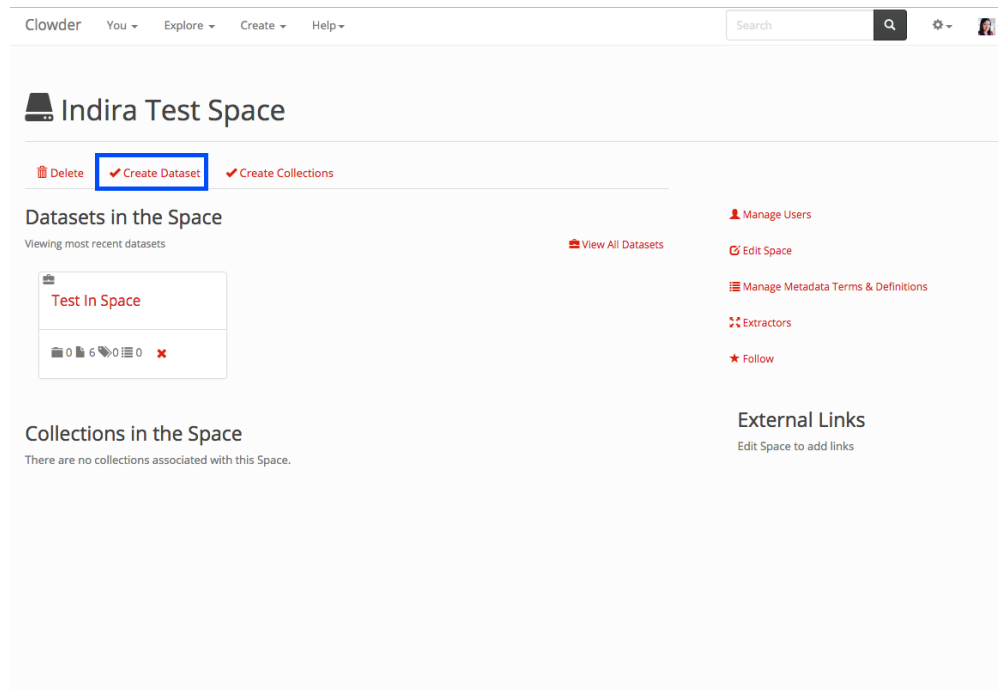 Clowder You Explore Create Help Search
Indira Test Space
Delete Create Dataset Create Collections
Datasets in the Space
Viewing most recent datasets
View All Datasets
Test In Space
0 6 0 0
Collections in the Space
There are no collections associated with this Space.
Manage Users
Edit Space
Manage Metadata Terms & Definitions
Extractors
Follow
External Links
Edit Space to add links